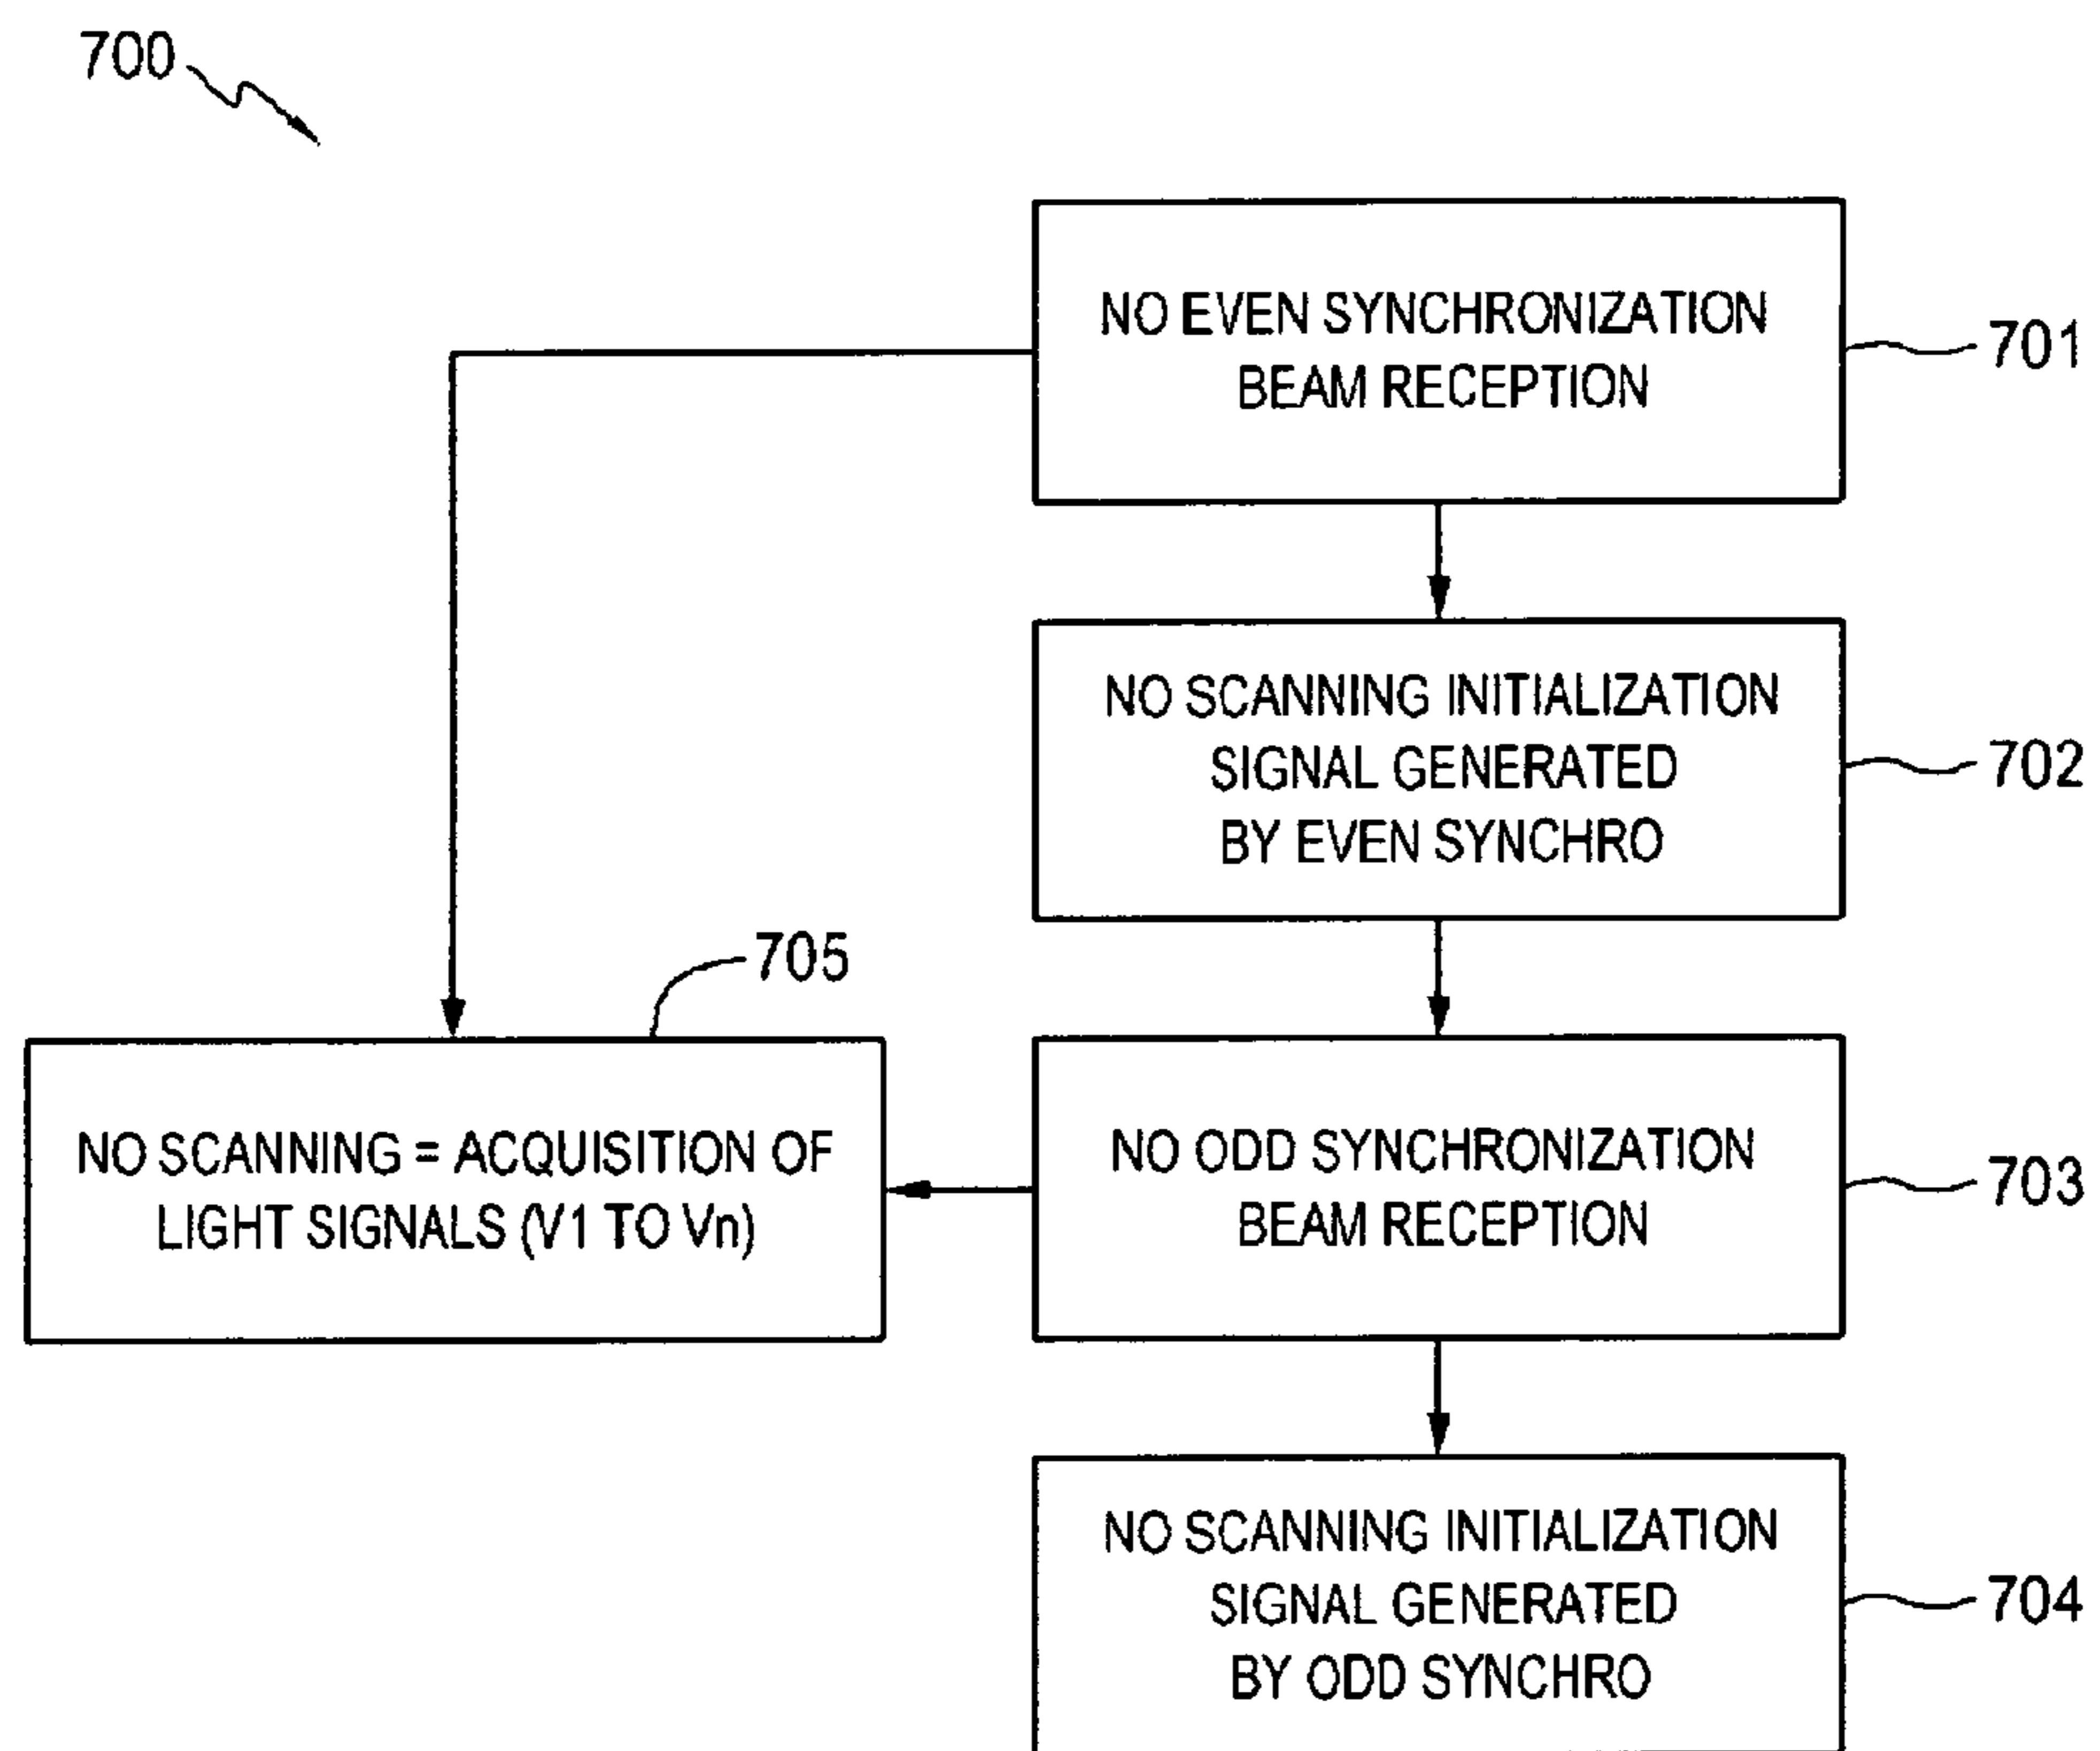 700
NO EVEN SYNCHRONIZATION
BEAM RECEPTION
701
NO SCANNING INITIALIZATION
SIGNAL GENERATED
BY EVEN SYNCHRO
702
705
NO SCANNING = ACQUISITION OF
LIGHT SIGNALS (V1 TO Vn)
NO ODD SYNCHRONIZATION
BEAM RECEPTION
703
NO SCANNING INITIALIZATION
SIGNAL GENERATED
BY ODD SYNCHRO
704